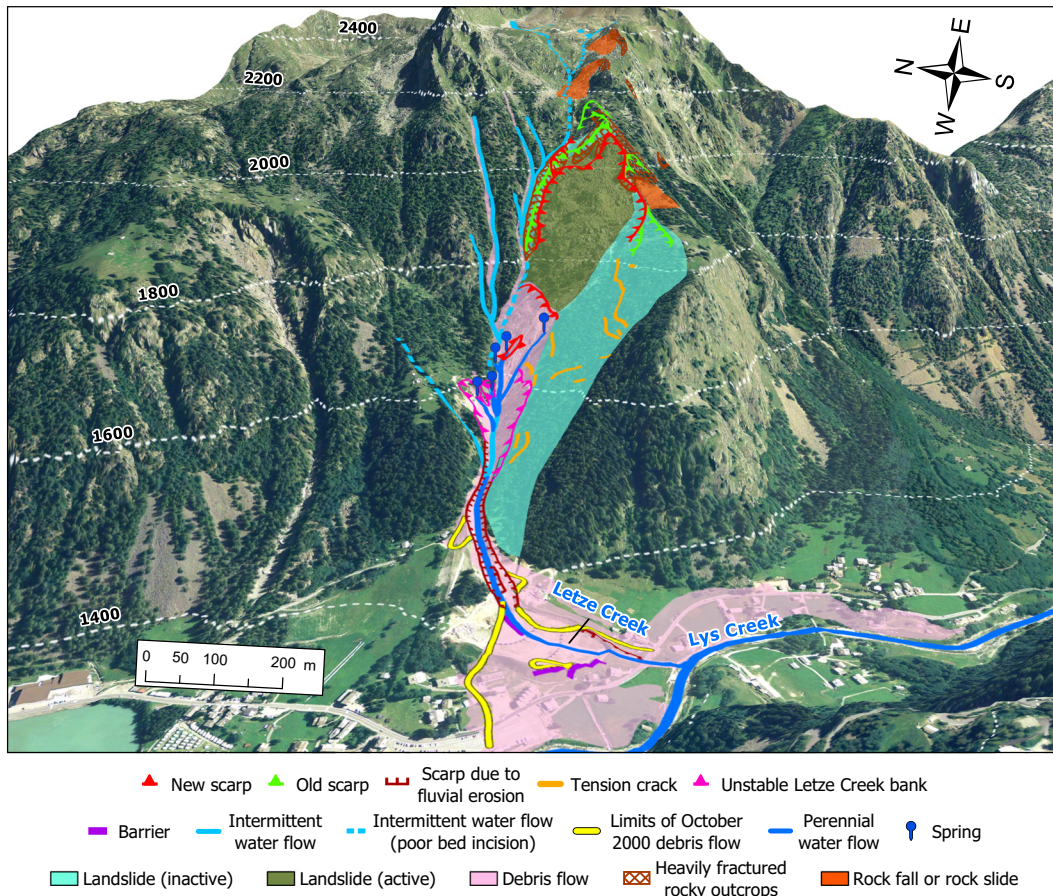 2400
2200
2000
1800
1600
1400
E
N
S
W
Letze Creek
Lys Creek
0 50 100 200 m
New scarp
Old scarp
Scarp due to
fluvial erosion
Tension crack
Unstable Letze Creek bank
Barrier
Intermittent
water flow
Intermittent water flow
(poor bed incision)
Limits of October
2000 debris flow
Perennial
water flow
Spring
Landslide (inactive)
Landslide (active)
Debris flow
Heavily fractured
rocky outcrops
Rock fall or rock slide